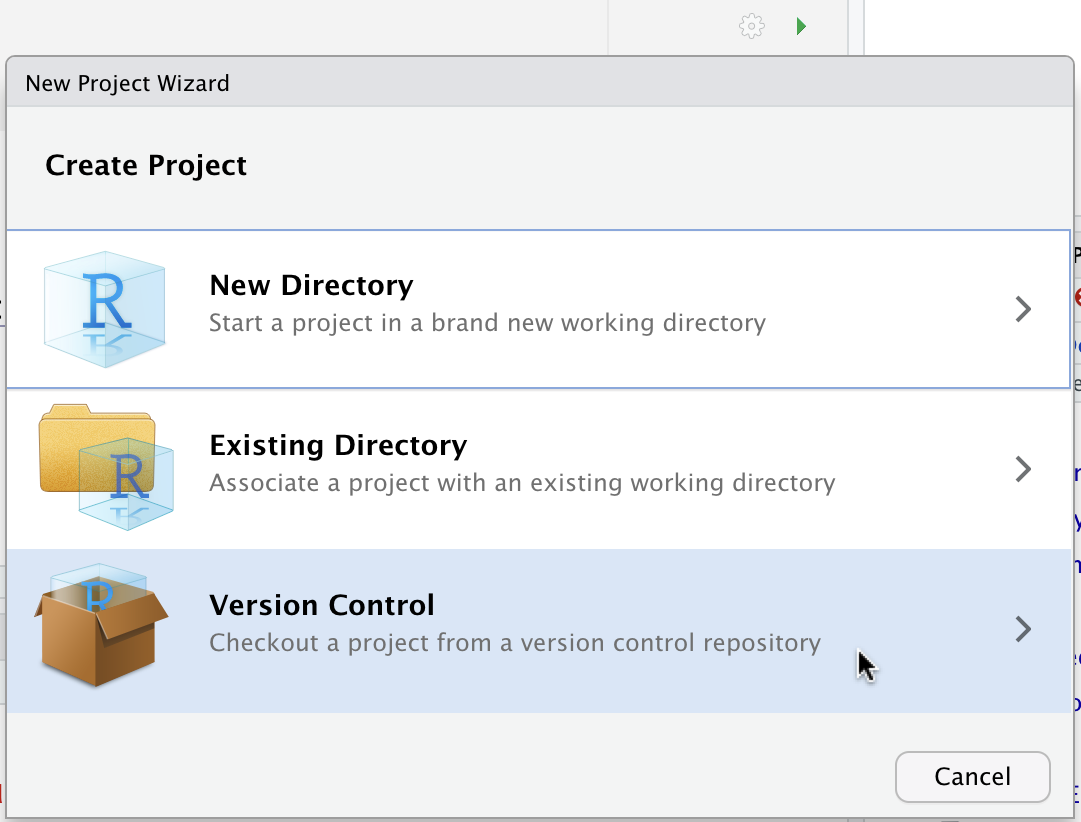 New Project Wizard
Create Project
New Directory
Start a project in a brand new working directory
Existing Directory
Associate a project with an existing working directory
Version Control
Checkout a project from a version control repository
Cancel